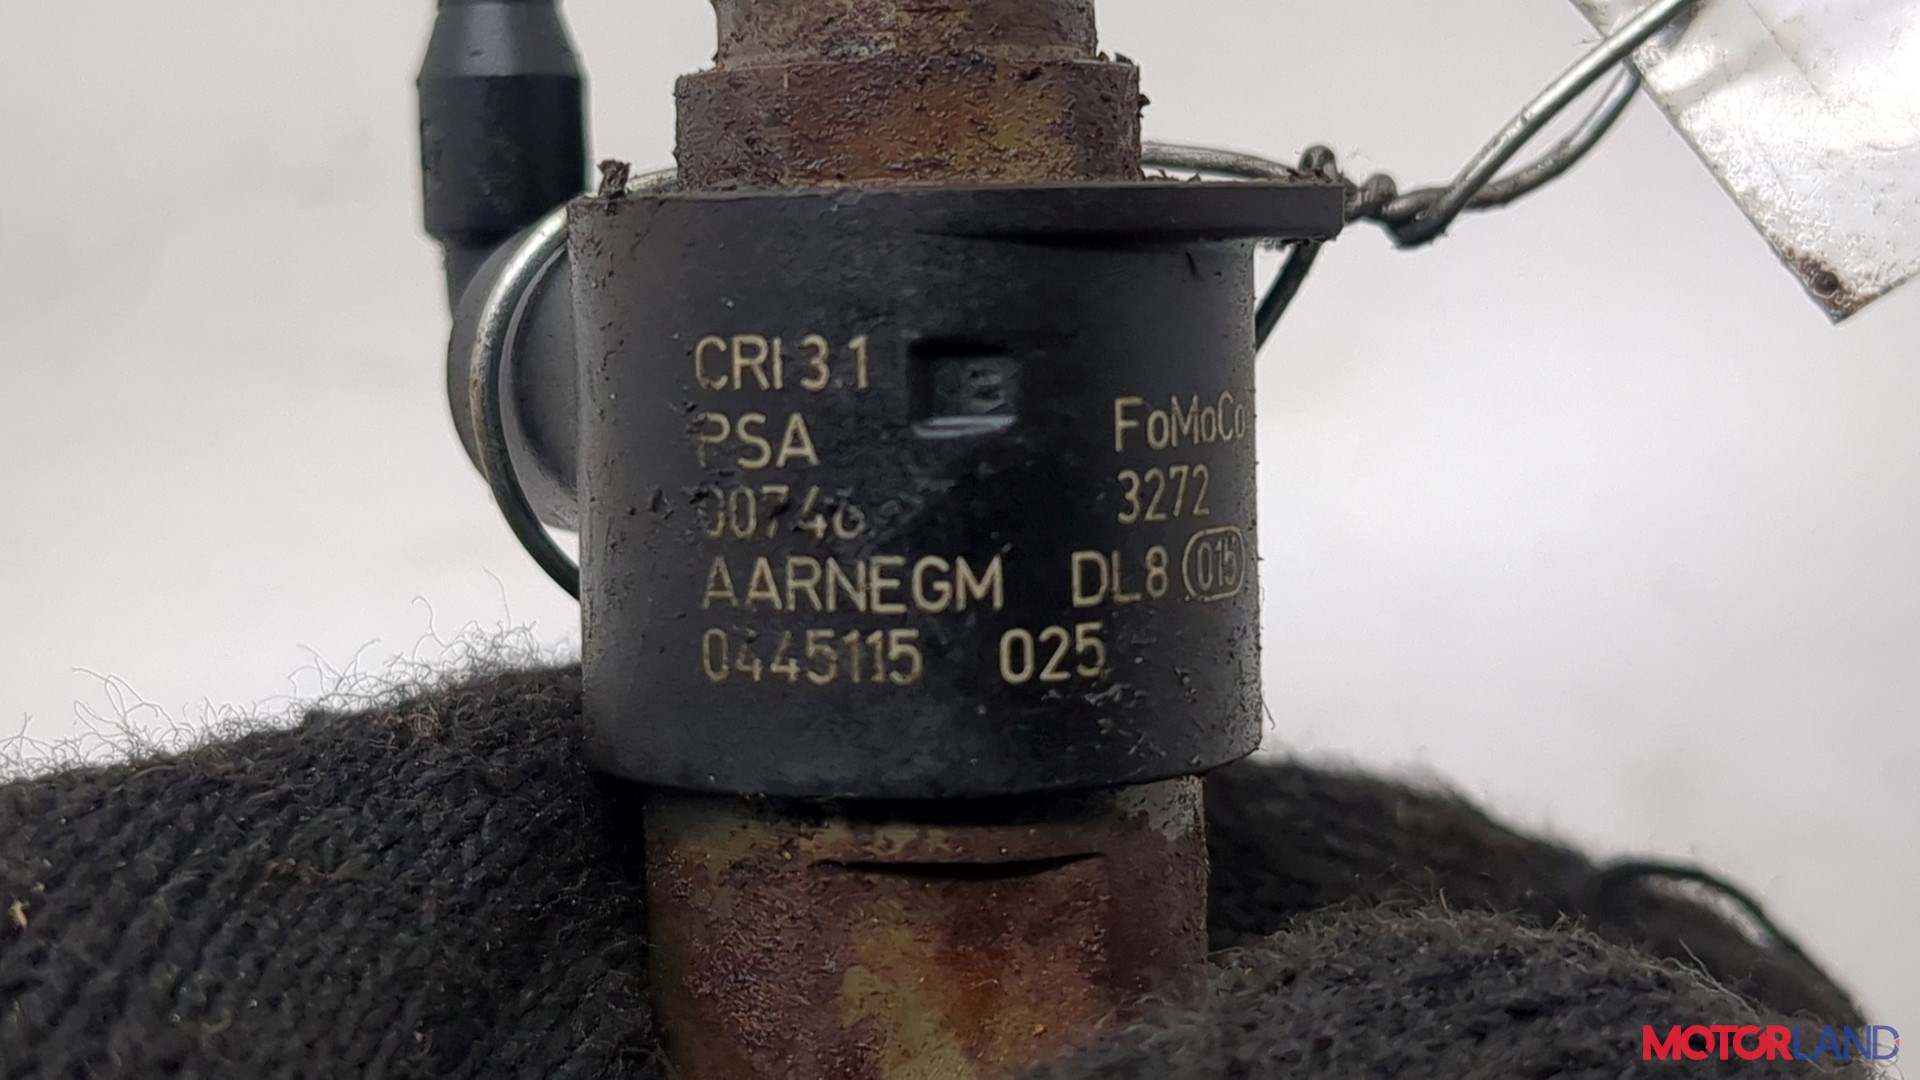 CRI 3.1
PSA FoMoCo
00746 3272
AARNEGM DL8 015
0445115 025
MOTORLAND